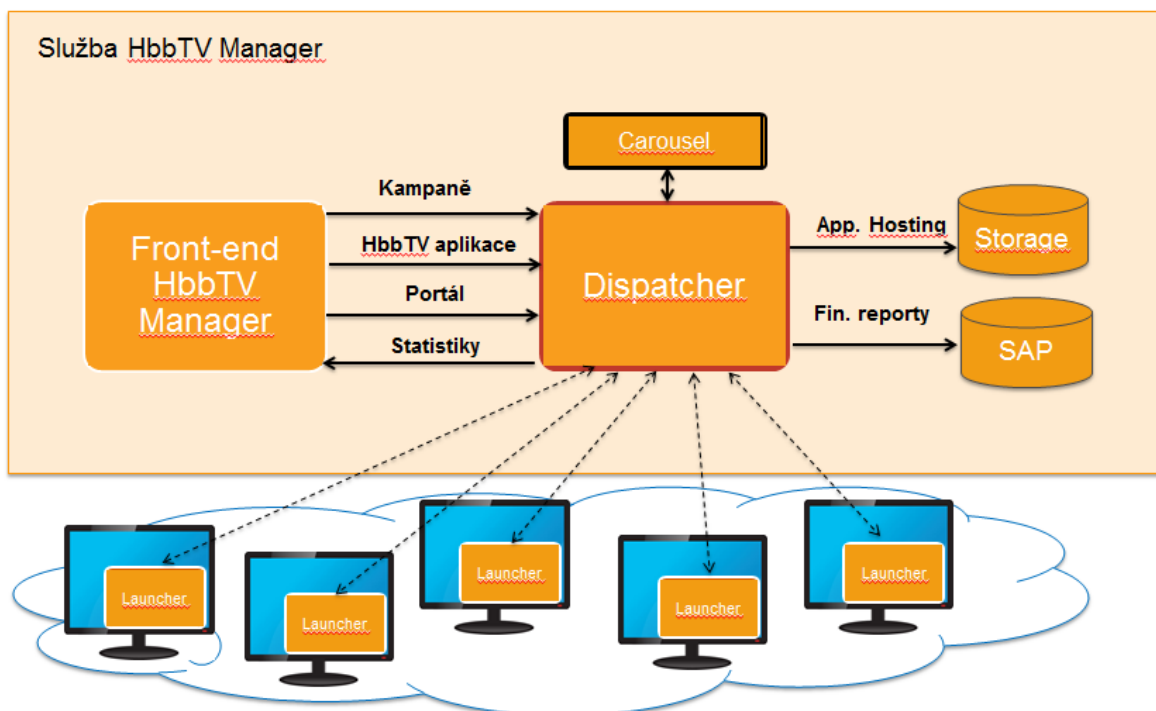 Služba HbbTV Manager
Carousel
Kampaně
HbbTV aplikace
Portál
Statistiky
Front-end
HbbTV
Manager
Dispatcher
App. Hosting
Storage
Fin. reporty
SAP
Launcher
Launcher
Launcher
Launcher
Launcher